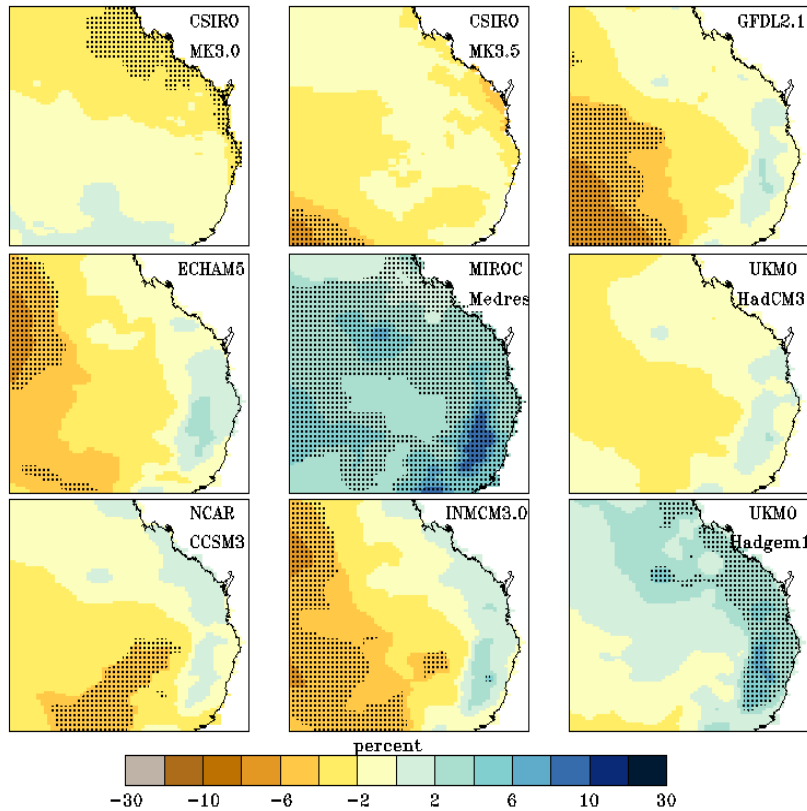 CSIRO
MK3.0
CSIRO
MK3.5
GFDL2.1
ECHAM5
MIROC
Medres
UKMO
HadCM3
NCAR
CCSM3
INMCM3.0
UKMO
Hadgem1
percent
-30 -10 -6 -2 2 6 10 30